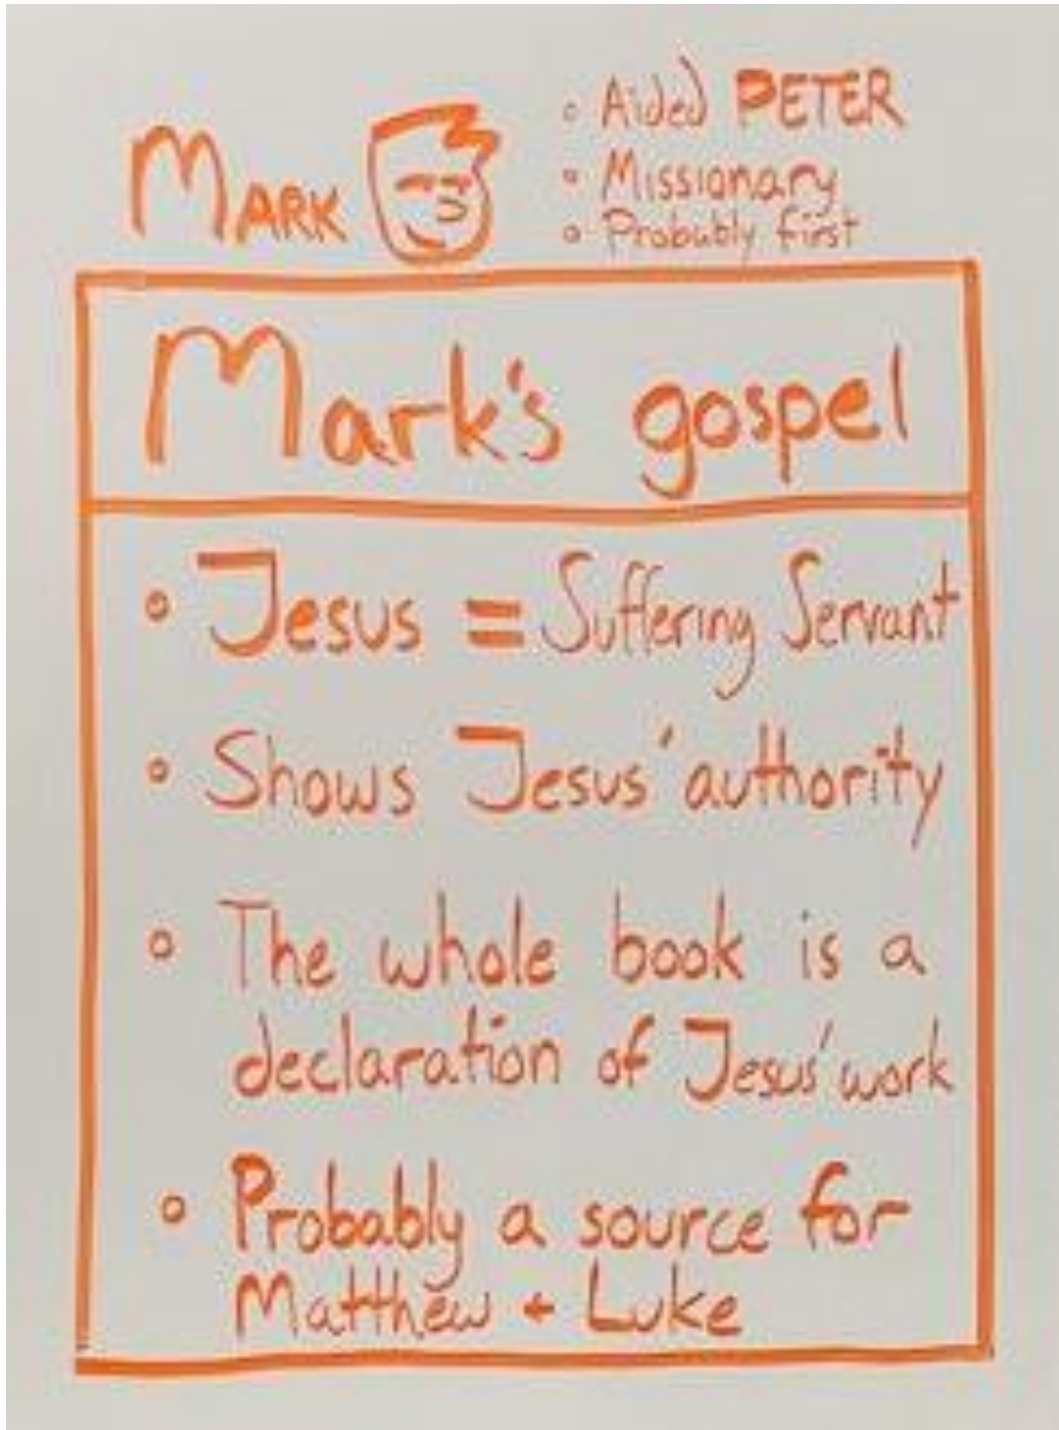 MARK
• Aided PETER
• Missionary
• Probably first
Mark's gospel
• Jesus = Suffering Servant
• Shows Jesus' authority
• The whole book is a
declaration of Jesus' work
• Probably a source for
Matthew + Luke